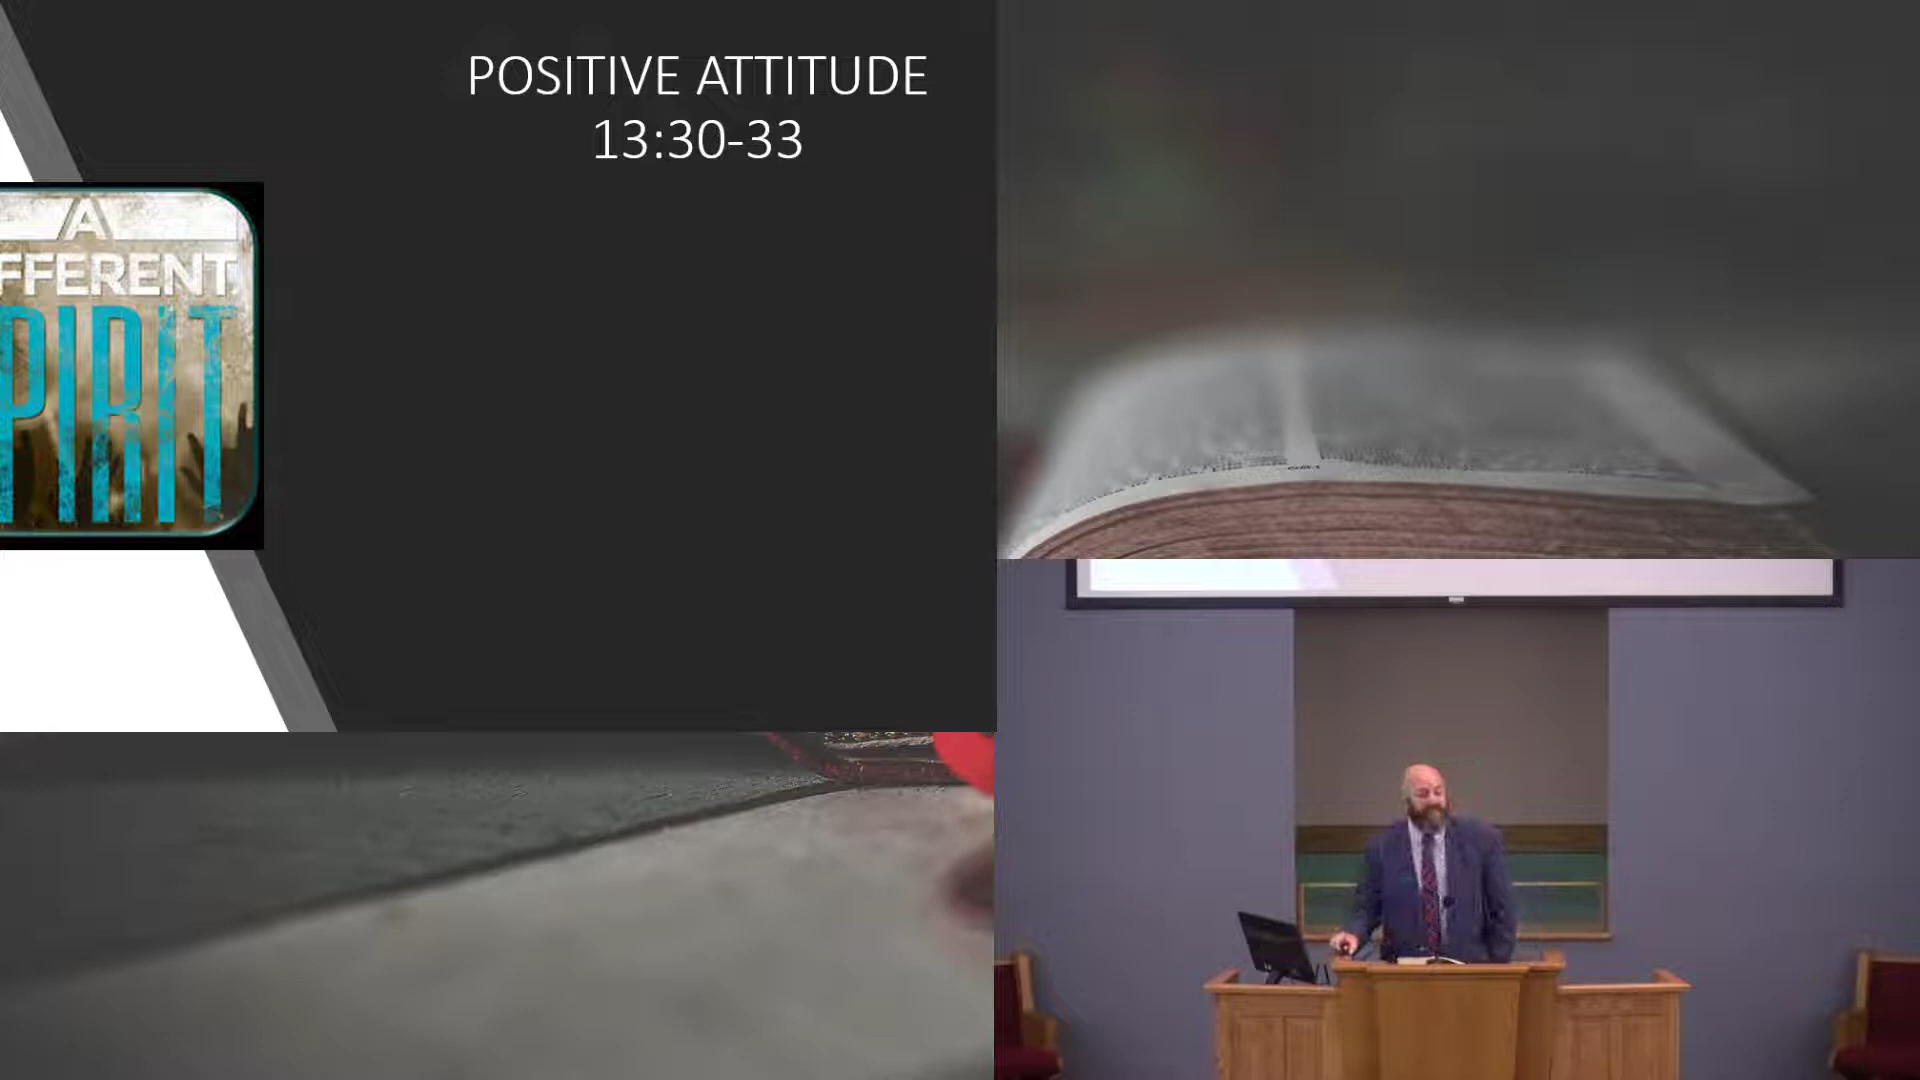 POSITIVE ATTITUDE
13:30-33
A
FFERENT
PIRIT